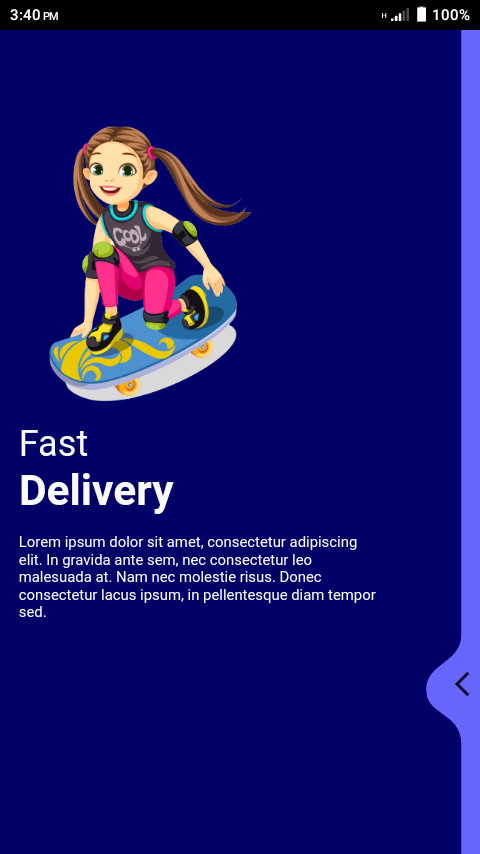 3:40 PM H 100%
COOL
Fast
Delivery
Lorem ipsum dolor sit amet, consectetur adipiscing
elit. In gravida ante sem, nec consectetur leo
malesuada at. Nam nec molestie risus. Donec
consectetur lacus ipsum, in pellentesque diam tempor
sed.